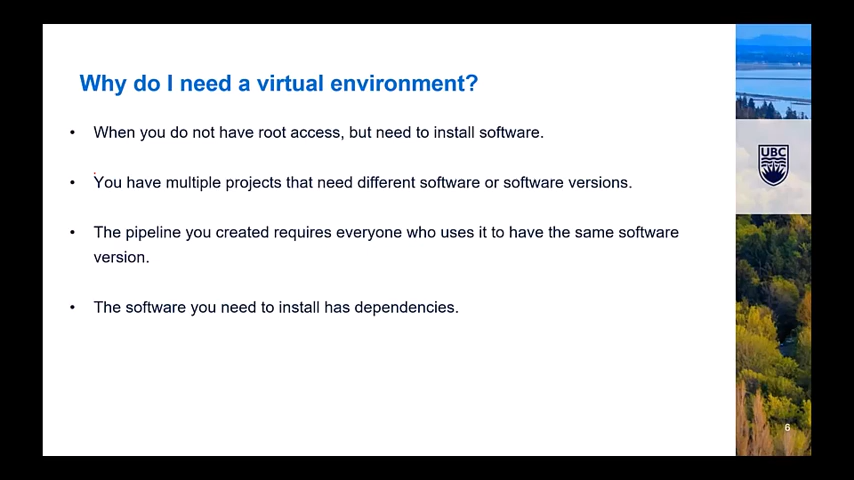 Why do I need a virtual environment?
• When you do not have root access, but need to install software.
• You have multiple projects that need different software or software versions.
• The pipeline you created requires everyone who uses it to have the same software
version.
• The software you need to install has dependencies.
UBC
6